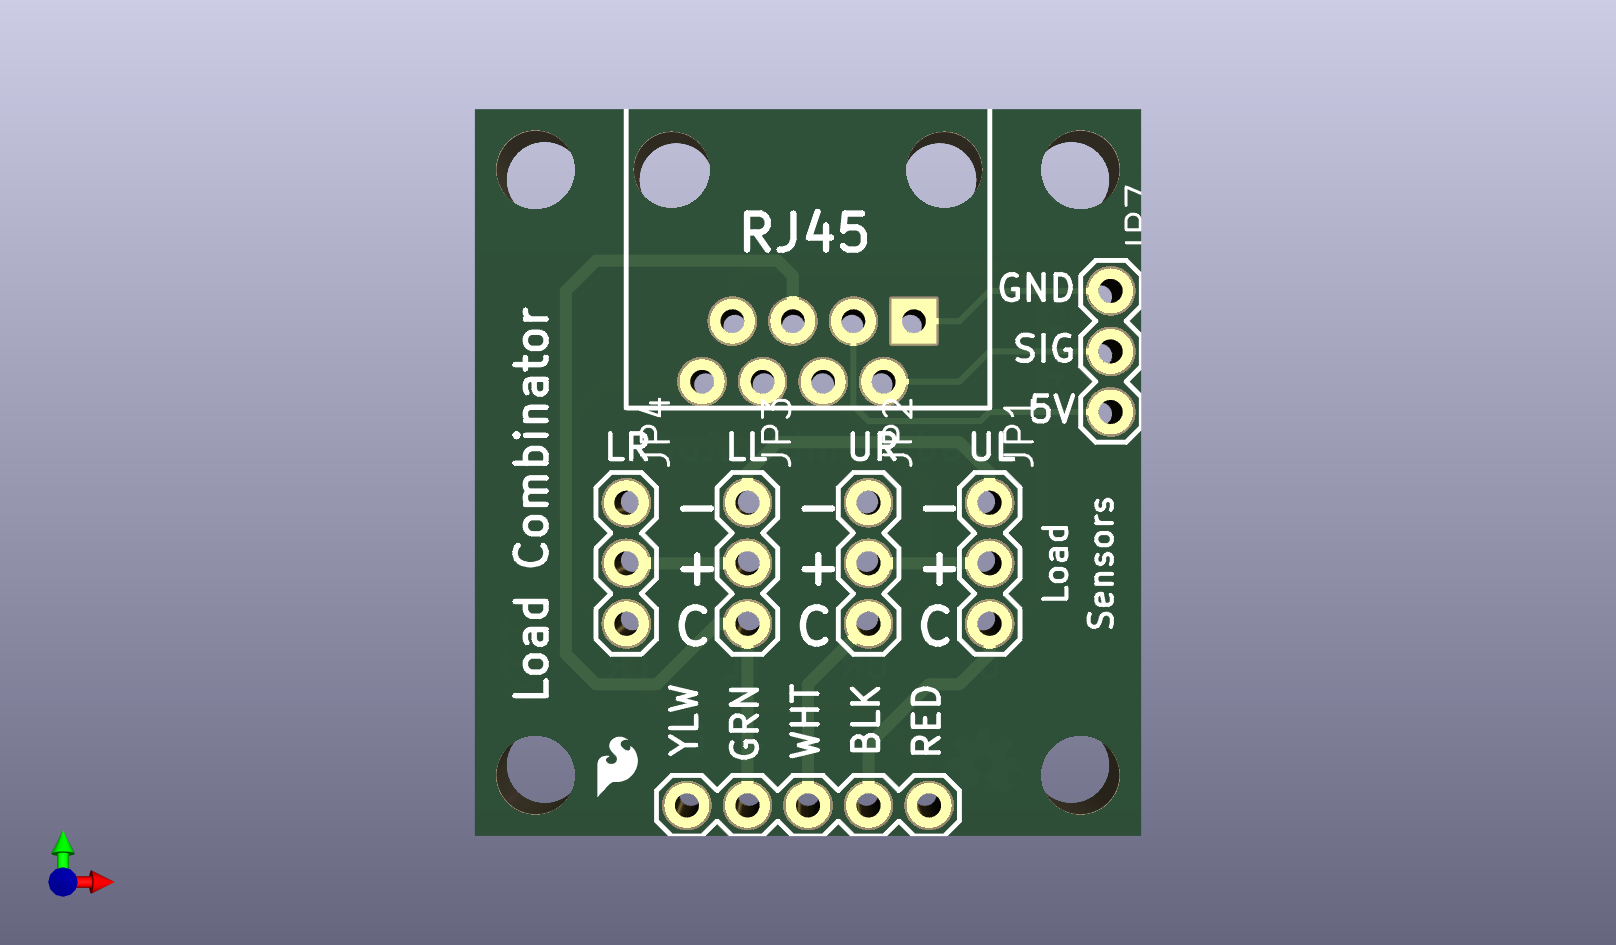 RJ45
JP7
GND
SIG
5V
Load Combinator
LR JP4 LL JP3 UR JP2 UL JP1
- - -
+ + +
C C C
Load
Sensors
YLW GRN WHT BLK RED